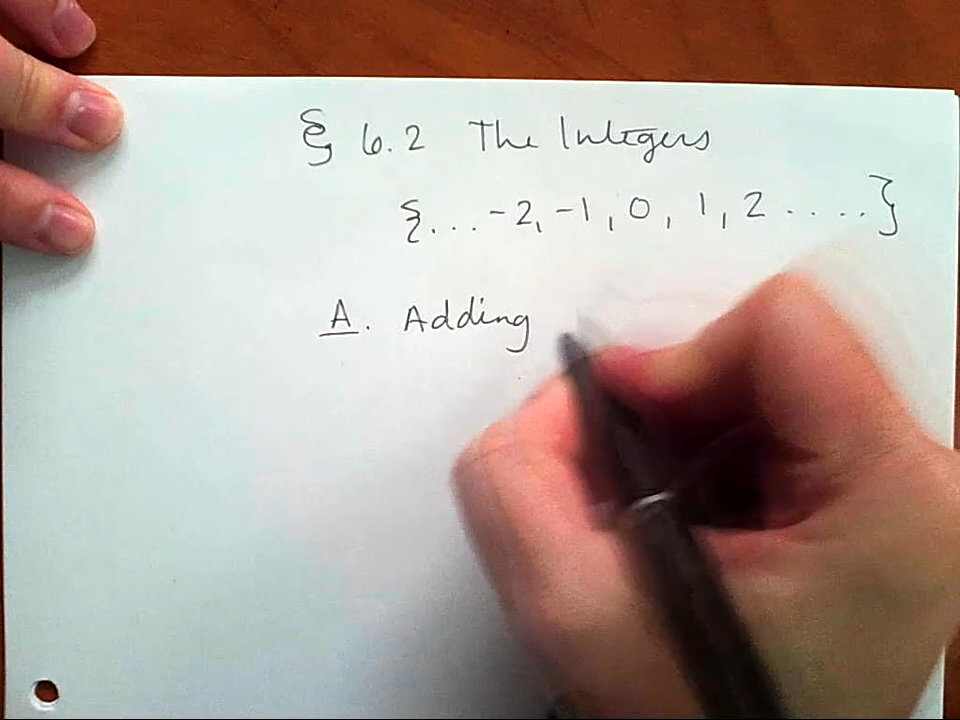 § 6.2 The Integers
{... -2, -1, 0, 1, 2 .....}
A. Adding